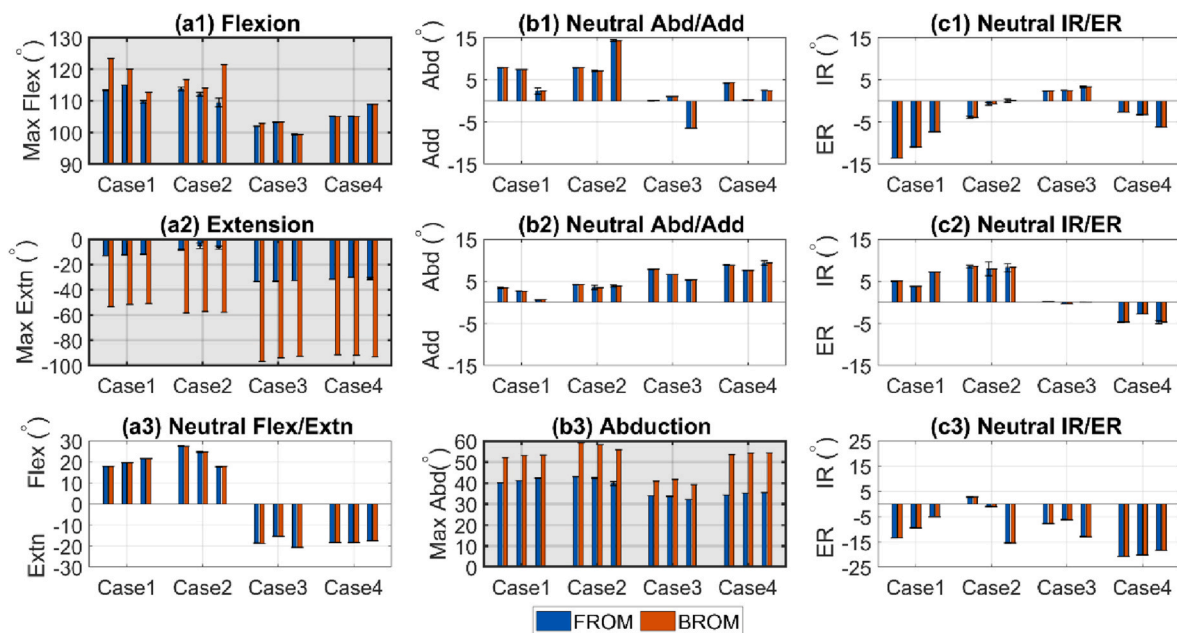 (a1) Flexion
Max Flex (°)
130
120
110
100
90
Case1 Case2 Case3 Case4
(b1) Neutral Abd/Add
Add Abd (°)
15
5
-5
-15
Case1 Case2 Case3 Case4
(c1) Neutral IR/ER
ER IR (°)
15
5
-5
-15
Case1 Case2 Case3 Case4
(a2) Extension
Max Extn (°)
0
-20
-40
-60
-80
-100
Case1 Case2 Case3 Case4
(b2) Neutral Abd/Add
Add Abd (°)
15
5
-5
-15
Case1 Case2 Case3 Case4
(c2) Neutral IR/ER
ER IR (°)
15
5
-5
-15
Case1 Case2 Case3 Case4
(a3) Neutral Flex/Extn
Extn Flex (°)
30
20
10
0
-10
-20
-30
Case1 Case2 Case3 Case4
(b3) Abduction
Max Abd(°)
60
50
40
30
20
10
0
Case1 Case2 Case3 Case4
(c3) Neutral IR/ER
ER IR (°)
25
15
5
-5
-15
-25
Case1 Case2 Case3 Case4
FROM BROM